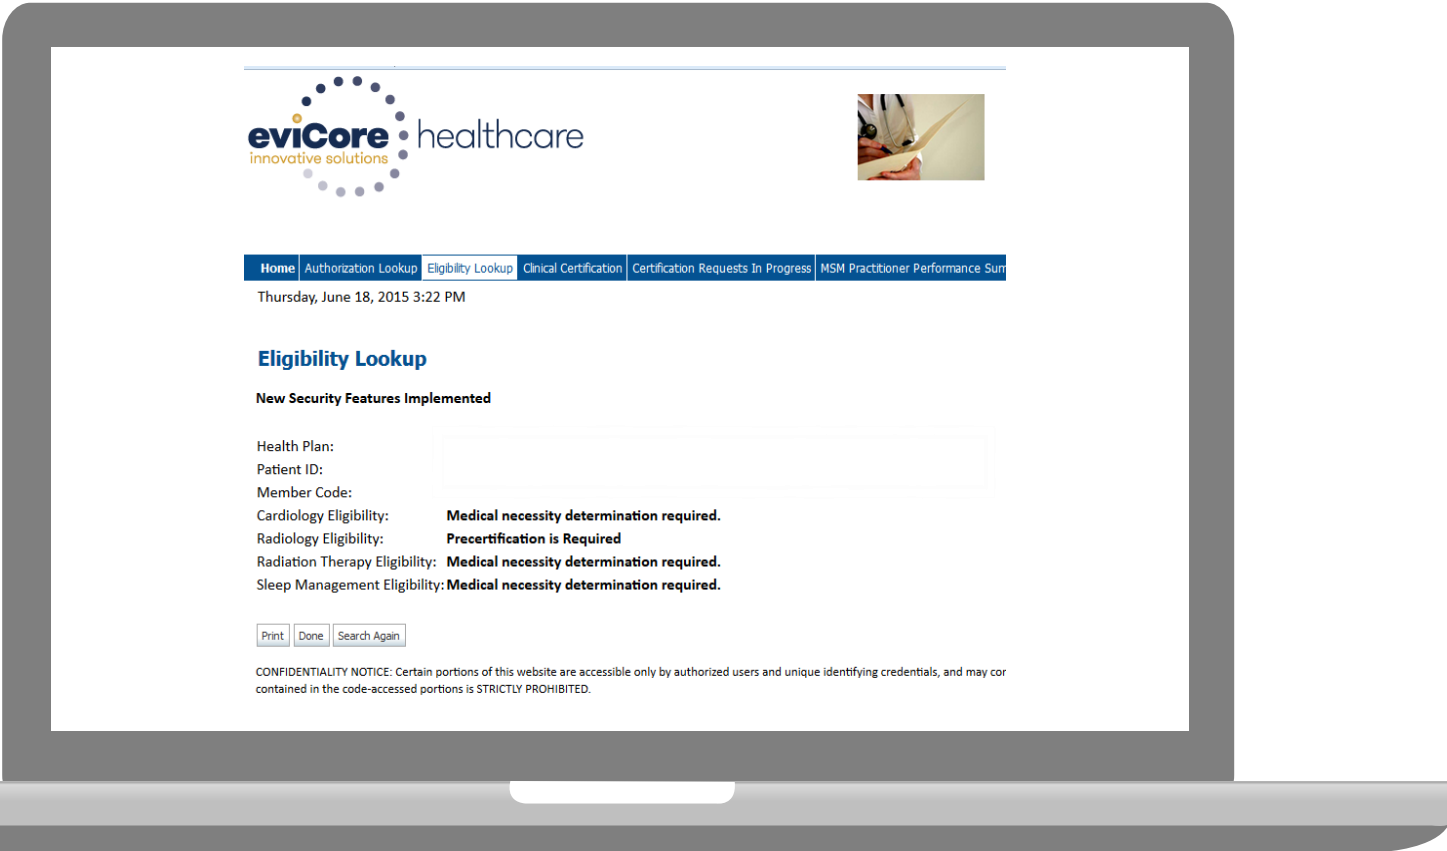 eviCore healthcare
innovative solutions
Home Authorization Lookup Eligibility Lookup Clinical Certification Certification Requests In Progress MSM Practitioner Performance Sum
Thursday, June 18, 2015 3:22 PM
Eligibility Lookup
New Security Features Implemented
Health Plan:
Patient ID:
Member Code:
Cardiology Eligibility: Medical necessity determination required.
Radiology Eligibility: Precertification is Required
Radiation Therapy Eligibility: Medical necessity determination required.
Sleep Management Eligibility: Medical necessity determination required.
Print Done Search Again
CONFIDENTIALITY NOTICE: Certain portions of this website are accessible only by authorized users and unique identifying credentials, and may cor
contained in the code-accessed portions is STRICTLY PROHIBITED.